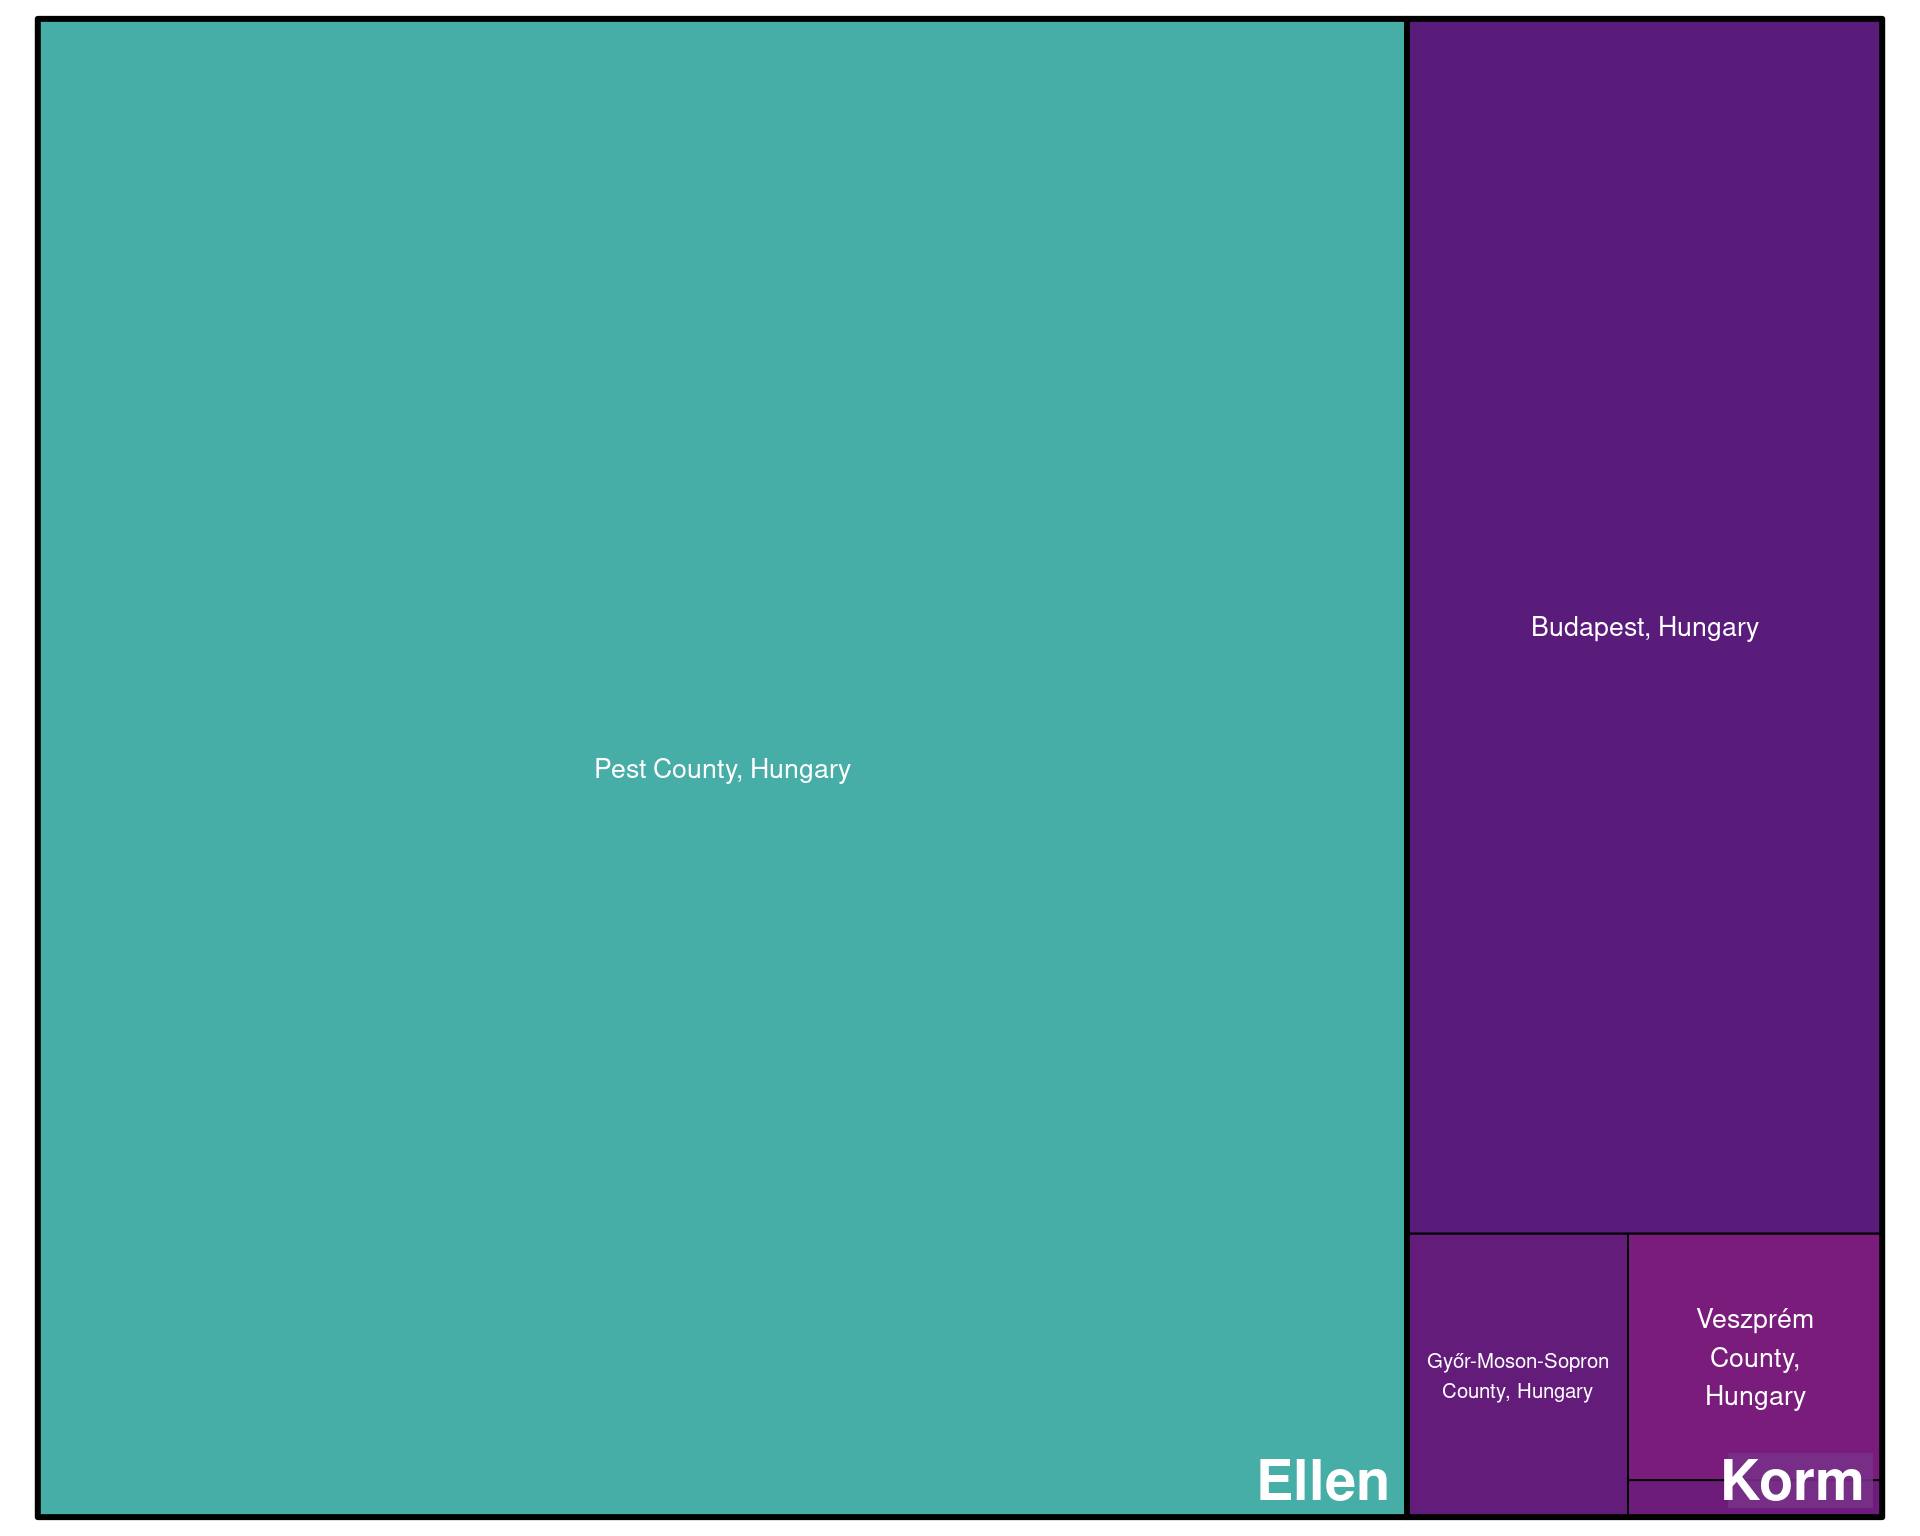 Pest County, Hungary
Ellen
Budapest, Hungary
Győr-Moson-Sopron
County, Hungary
Veszprém
County,
Hungary
Korm